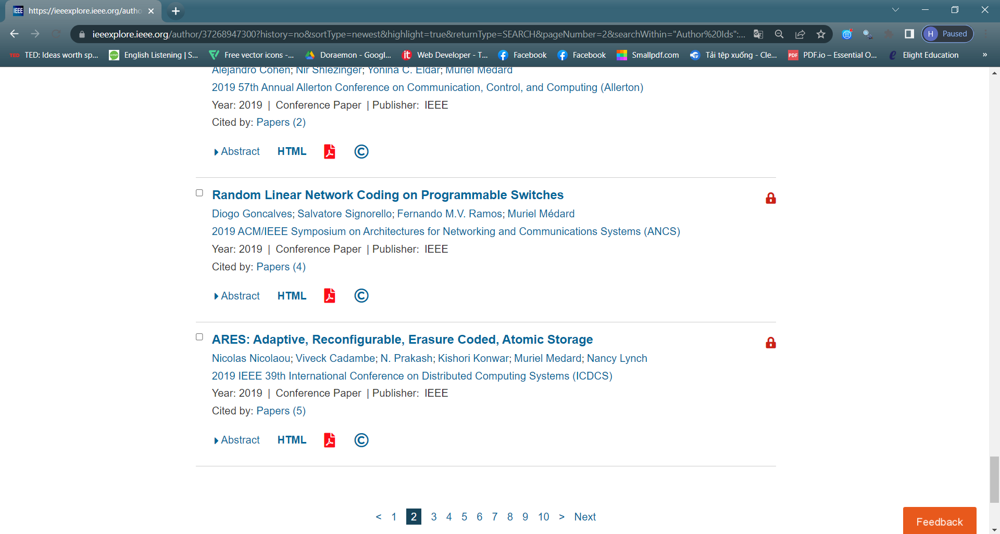 IEEE https://ieeexplore.ieee.org/autho
ieeexplore.ieee.org/author/37268947300?history=no&sortType=newest&highlight=true&returnType=SEARCH&pageNumber=2&searchWithin="Author%20Ids":...
H Paused
TED TED: Ideas worth sp...
English Listening | S...
Free vector icons -...
Doraemon - Googl...
it Web Developer - T...
Facebook
Facebook
Smallpdf.com
Tải tệp xuống - Cle...
PDF PDF.io – Essential O...
e Elight Education
»
Alejandro Cohen; Nir Shlezinger; Yonina C. Eldar; Muriel Médard
2019 57th Annual Allerton Conference on Communication, Control, and Computing (Allerton)
Year: 2019 | Conference Paper | Publisher: IEEE
Cited by: Papers (2)
Abstract HTML ©
Random Linear Network Coding on Programmable Switches
Diogo Goncalves; Salvatore Signorello; Fernando M.V. Ramos; Muriel Médard
2019 ACM/IEEE Symposium on Architectures for Networking and Communications Systems (ANCS)
Year: 2019 | Conference Paper | Publisher: IEEE
Cited by: Papers (4)
Abstract HTML ©
ARES: Adaptive, Reconfigurable, Erasure Coded, Atomic Storage
Nicolas Nicolaou; Viveck Cadambe; N. Prakash; Kishori Konwar; Muriel Medard; Nancy Lynch
2019 IEEE 39th International Conference on Distributed Computing Systems (ICDCS)
Year: 2019 | Conference Paper | Publisher: IEEE
Cited by: Papers (5)
Abstract HTML ©
< 1 2 3 4 5 6 7 8 9 10 > Next
Feedback